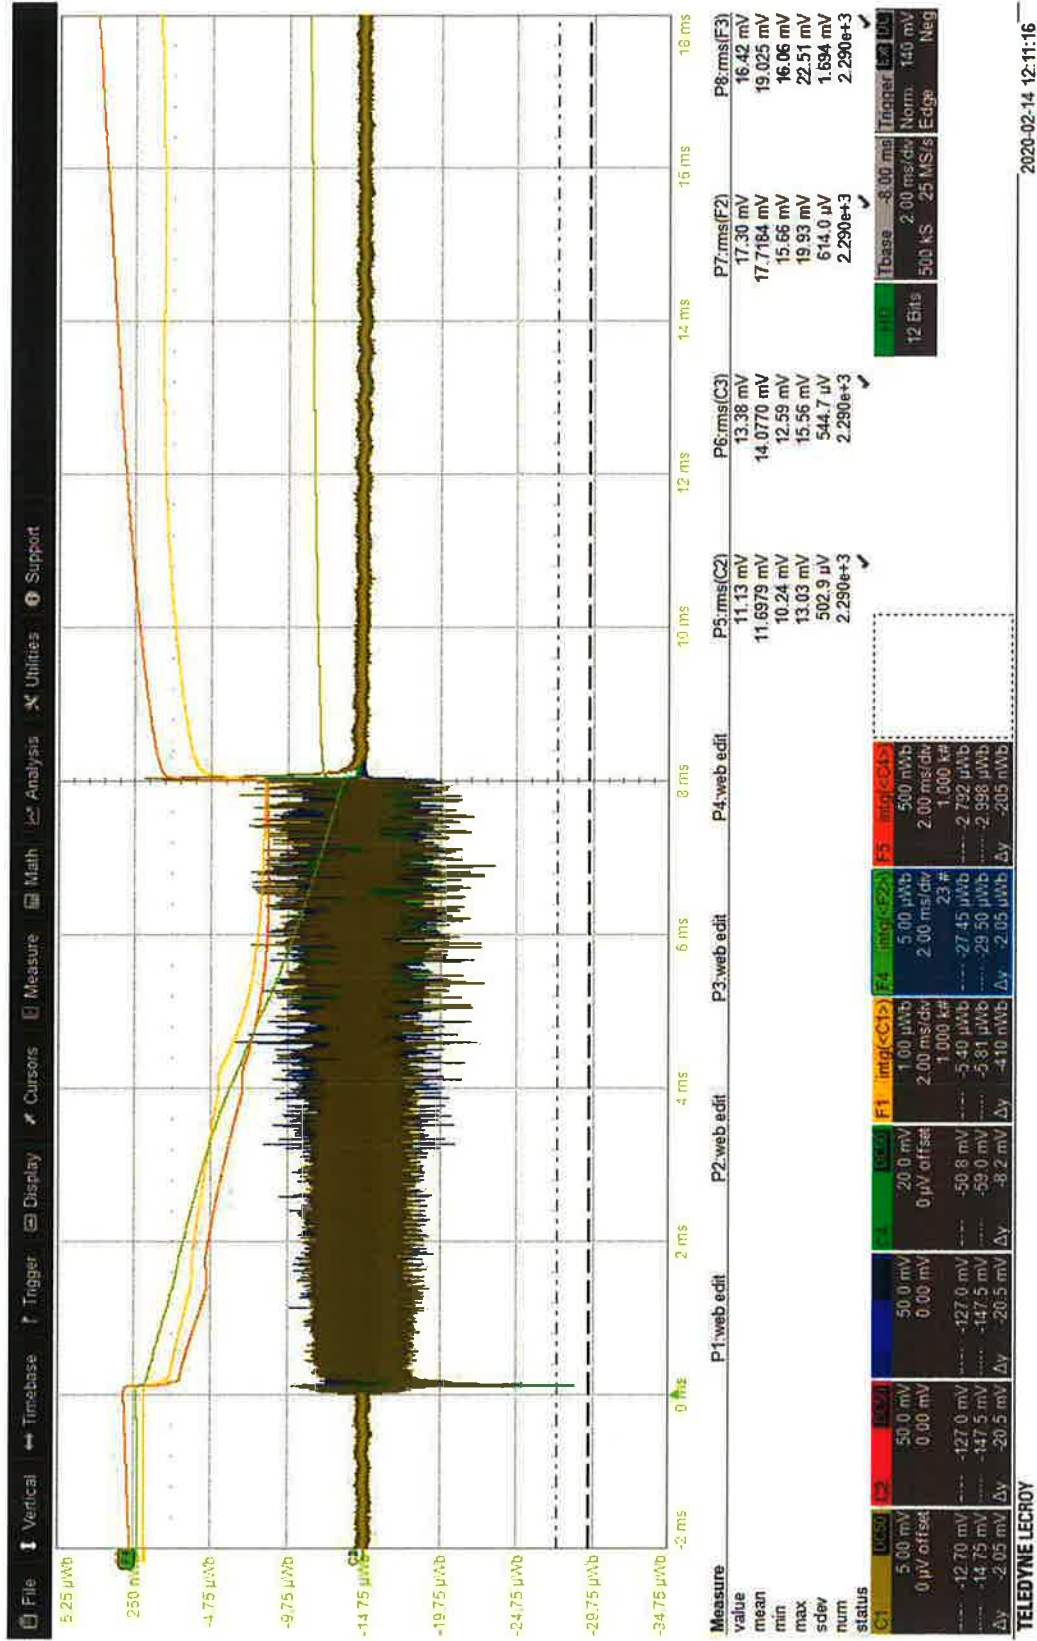 File Vertical Timebase Trigger Display Cursors Measure Math Analysis Utilities Support
5.25 µWb
-4.75 µWb
-9.75 µWb
-14.75 µWb
-19.75 µWb
-24.75 µWb
-29.75 µWb
-34.75 µWb
-2 ms 0 ms 2 ms 4 ms 6 ms 8 ms 10 ms 12 ms 14 ms 16 ms 18 ms
Measure P1:web edit P2:web edit P3:web edit P4:web edit P5:rms(C2) P6:rms(C3) P7:rms(F2) P8:rms(F3)
value 11.13 mV 13.38 mV 17.30 mV 16.42 mV
mean 11.6979 mV 14.0770 mV 17.7184 mV 19.025 mV
min 10.24 mV 12.59 mV 15.66 mV 16.06 mV
max 13.03 mV 15.56 mV 19.93 mV 22.51 mV
sdev 502.9 µV 544.7 µV 614.0 µV 1.694 mV
num 2.290e+3 2.290e+3 2.290e+3 2.290e+3
status ✓ ✓ ✓ ✓
C1 DC50 F1 intg(<C1>) F4 intg(<F2>) F5 intg(<C4>) HD Tbase -8.00 ms Trigger
5.00 mV 50.0 mV 50.0 mV 20.0 mV 1.00 µWb 5.00 µWb 500 nWb 12 Bits 2.00 ms/div Norm. 140 mV
0 µV offset 0.00 mV 0.00 mV 0 µV offset 2.00 ms/div 2.00 ms/div 2.00 ms/div 500 kS 25 MS/s Edge Neg
1.000 k# 23 # 1.000 k#
-12.70 mV -127.0 mV -127.0 mV -50.8 mV -5.40 µWb -27.45 µWb -2.792 µWb
-14.75 mV -147.5 mV -147.5 mV -59.0 mV -5.81 µWb -29.50 µWb -2.998 µWb
Δy -2.05 mV Δy -20.5 mV Δy -20.5 mV Δy -8.2 mV Δy -410 nWb Δy -2.05 µWb Δy -205 nWb
TELEDYNE LECROY 2020-02-14 12:11:16